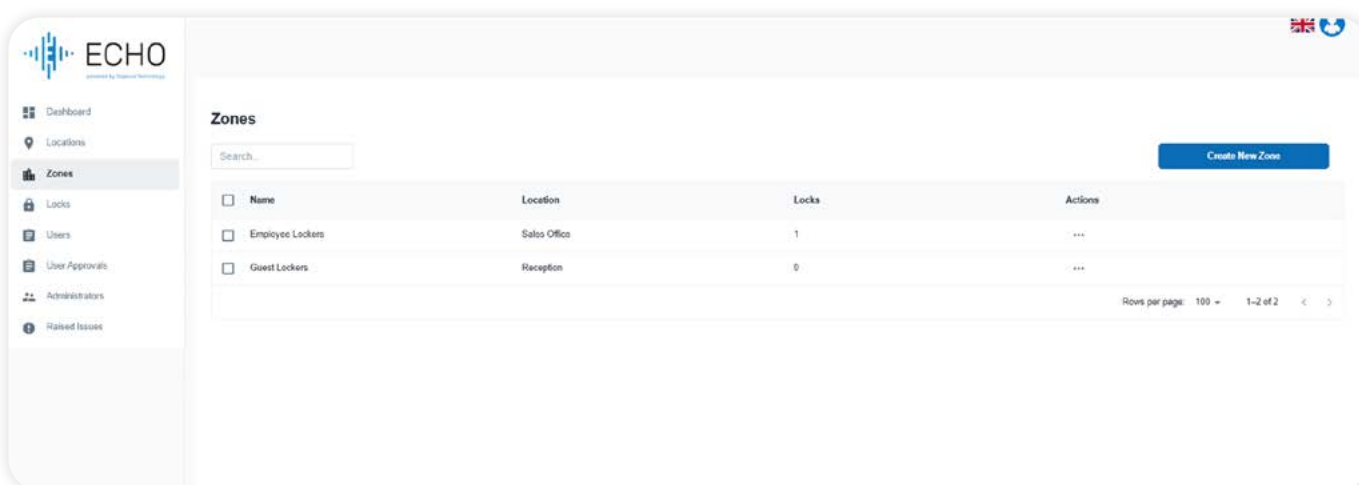 ECHO
Dashboard
Locations
Zones
Locks
Users
User Approvals
Administrators
Raised Issues
Zones
Search...
Create New Zone
Name Location Locks Actions
Employee Lockers Sales Office 1 ...
Guest Lockers Reception 0 ...
Rows per page: 100 1–2 of 2 < >